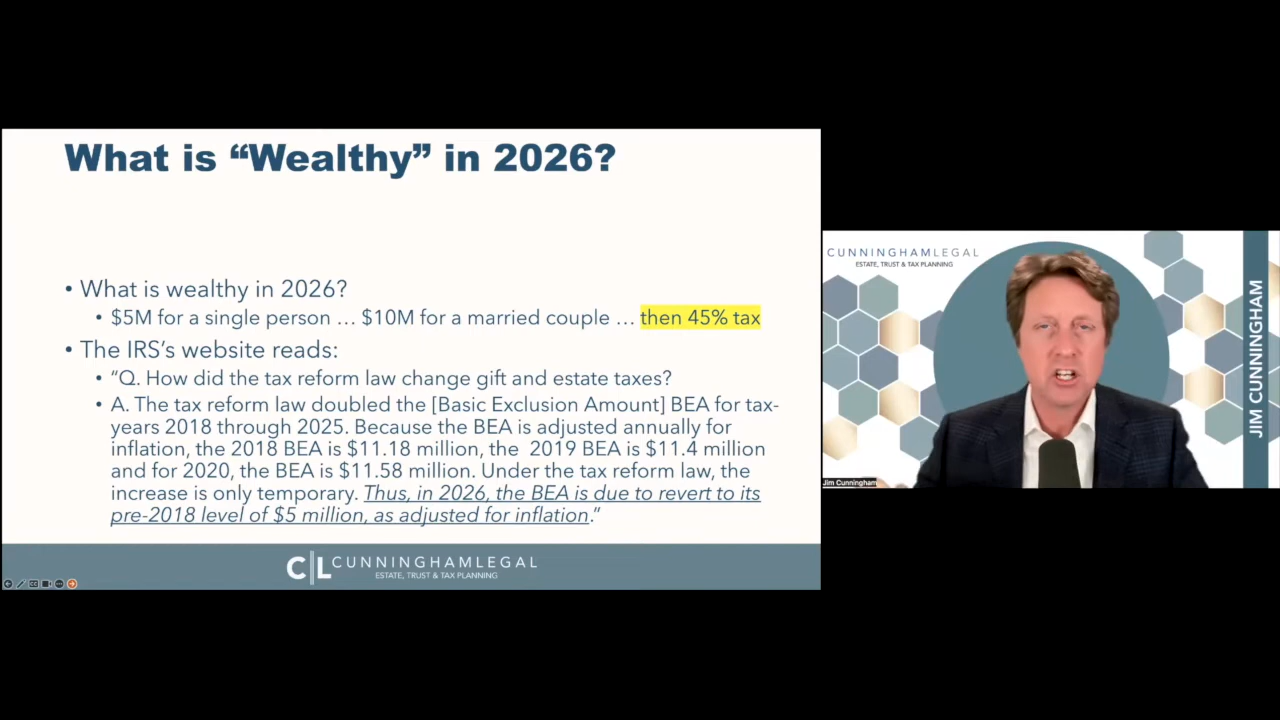 What is “Wealthy” in 2026?
• What is wealthy in 2026?
• $5M for a single person … $10M for a married couple … then 45% tax
• The IRS’s website reads:
• “Q. How did the tax reform law change gift and estate taxes?
• A. The tax reform law doubled the [Basic Exclusion Amount] BEA for tax-
years 2018 through 2025. Because the BEA is adjusted annually for
inflation, the 2018 BEA is $11.18 million, the 2019 BEA is $11.4 million
and for 2020, the BEA is $11.58 million. Under the tax reform law, the
increase is only temporary. Thus, in 2026, the BEA is due to revert to its
pre-2018 level of $5 million, as adjusted for inflation.”
CL CUNNINGHAMLEGAL
ESTATE, TRUST & TAX PLANNING
CUNNINGHAMLEGAL
ESTATE, TRUST & TAX PLANNING
JIM CUNNINGHAM
Jim Cunningham